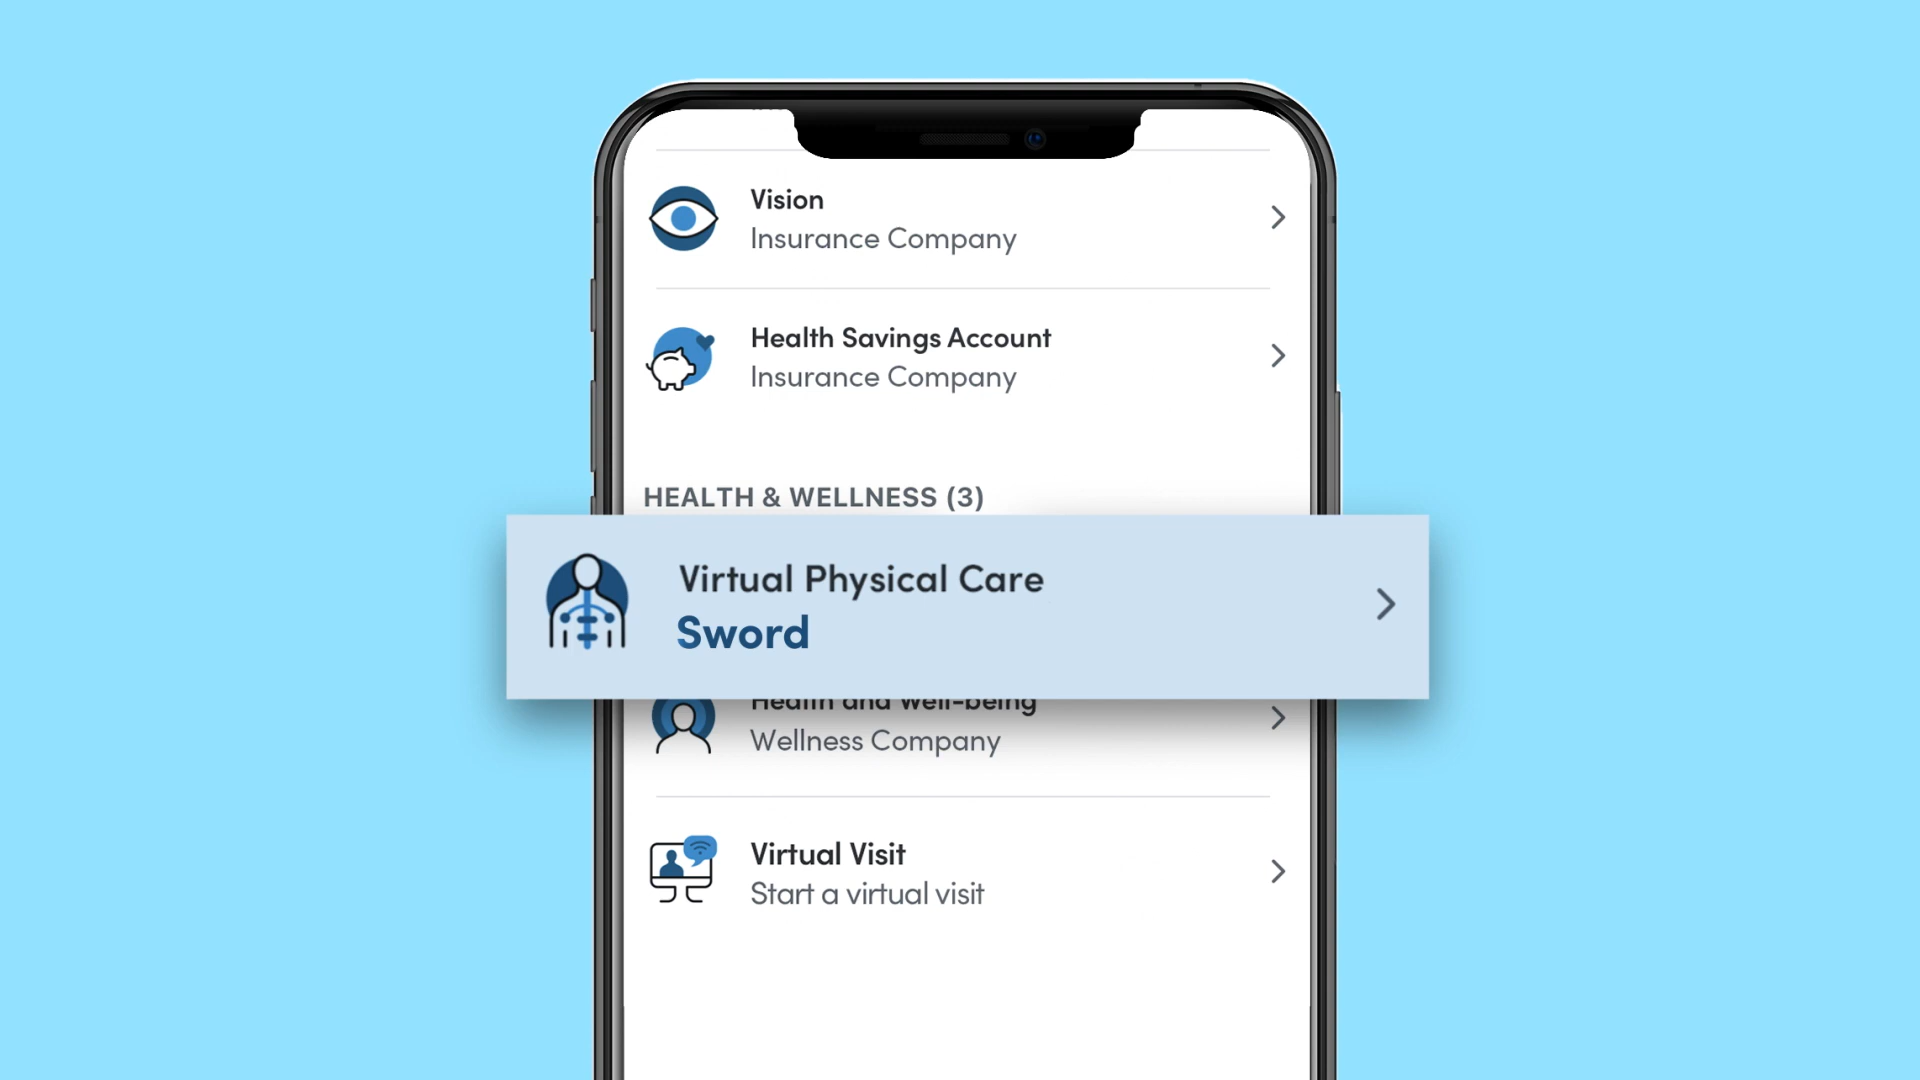 Vision
Insurance Company
Health Savings Account
Insurance Company
HEALTH & WELLNESS (3)
Virtual Physical Care
Sword
Health and Well-being
Wellness Company
Virtual Visit
Start a virtual visit